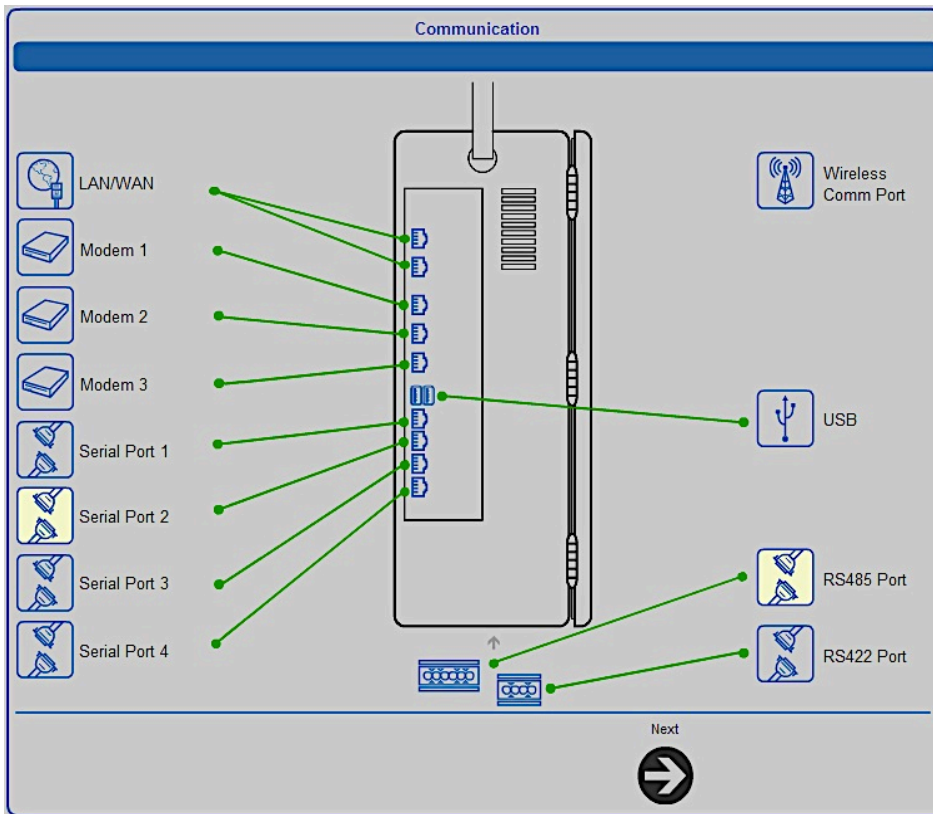 Communication
LAN/WAN
Modem 1
Modem 2
Modem 3
Serial Port 1
Serial Port 2
Serial Port 3
Serial Port 4
Wireless
Comm Port
USB
RS485 Port
RS422 Port
Next